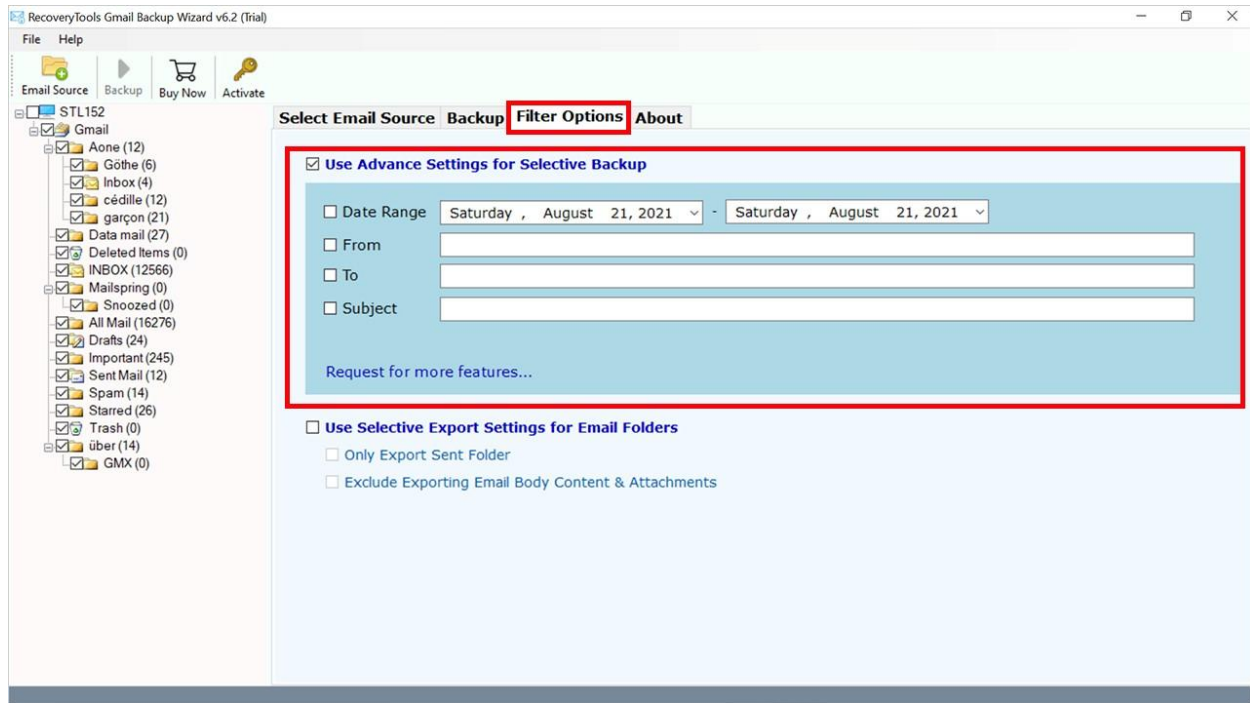 RecoveryTools Gmail Backup Wizard v6.2 (Trial)
File Help
Email Source Backup Buy Now Activate
STL152
Gmail
Aone (12)
Göthe (6)
Inbox (4)
cédille (12)
garçon (21)
Data mail (27)
Deleted Items (0)
INBOX (12566)
Mailspring (0)
Snoozed (0)
All Mail (16276)
Drafts (24)
Important (245)
Sent Mail (12)
Spam (14)
Starred (26)
Trash (0)
über (14)
GMX (0)
Select Email Source Backup Filter Options About
Use Advance Settings for Selective Backup
Date Range Saturday , August 21, 2021 - Saturday , August 21, 2021
From
To
Subject
Request for more features...
Use Selective Export Settings for Email Folders
Only Export Sent Folder
Exclude Exporting Email Body Content & Attachments